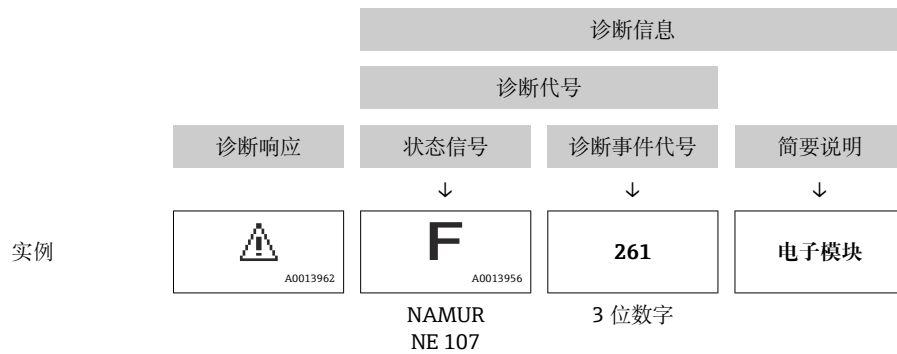 诊断信息
诊断代号
诊断响应 状态信号 诊断事件代号 简要说明
↓ ↓ ↓
实例 F 261 电子模块
A0013962 A0013956
NAMUR 3 位数字
NE 107